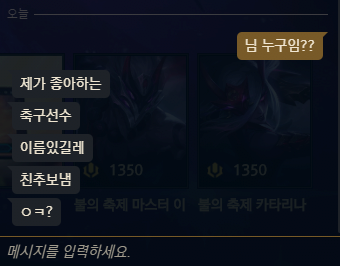 오늘
님 누구임??
제가 좋아하는
축구선수
이름있길레
친추보냄
ㅇㅋ?
1350
1350
불의 축제 마스터 이
불의 축제 카타리나
메시지를 입력하세요.